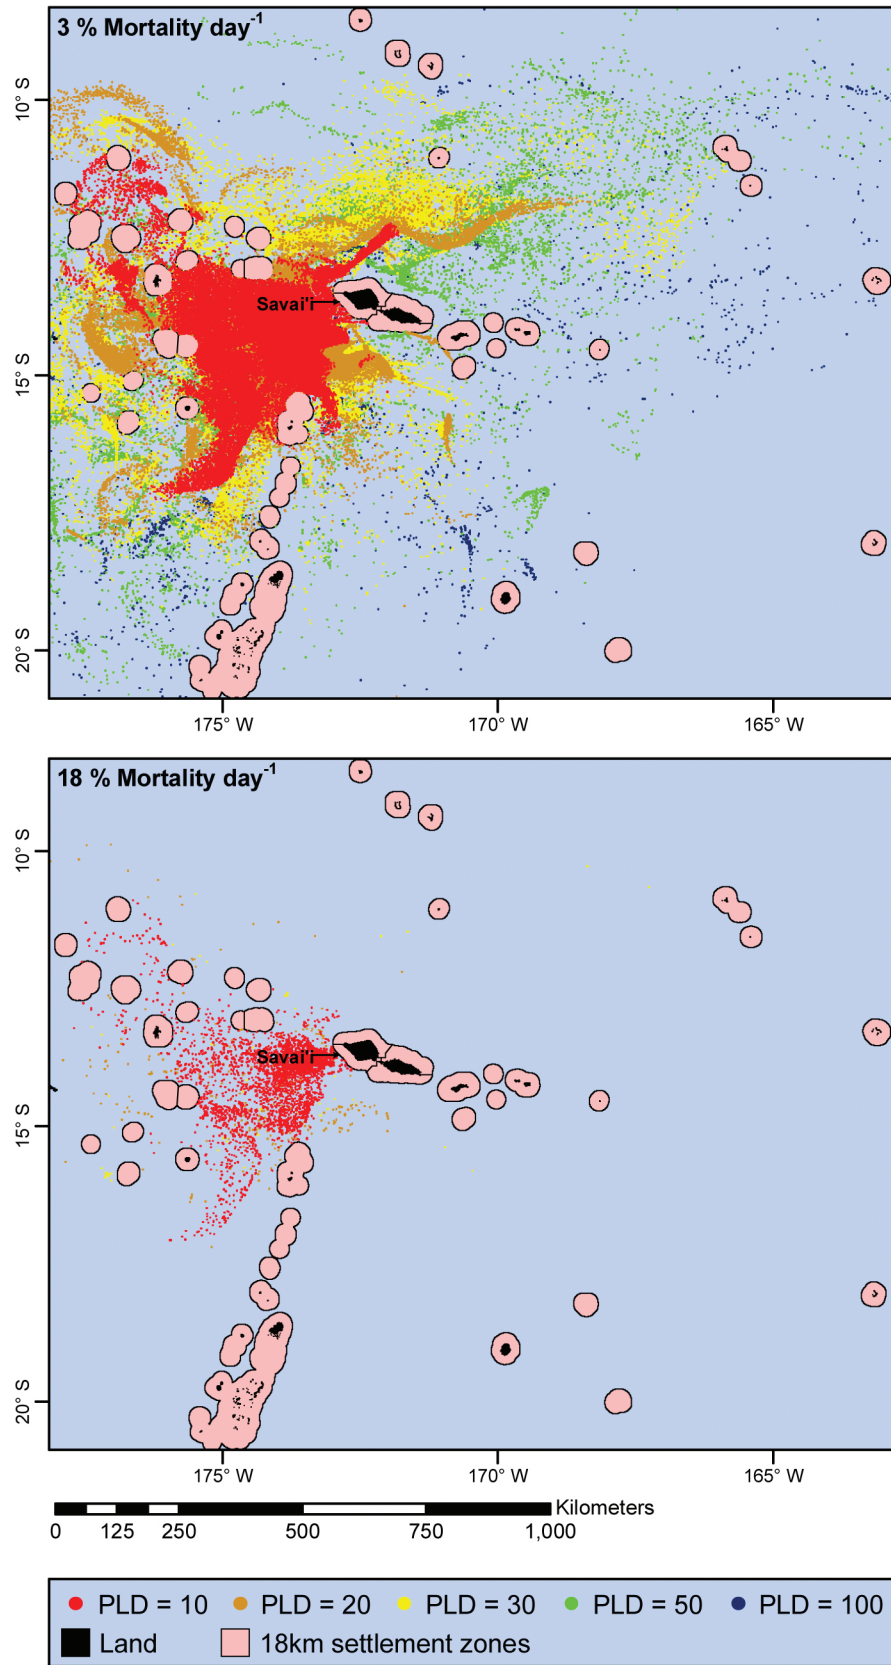 3 % Mortality day-1
10° S
15° S
20° S
Savai'i
175° W
170° W
165° W
18 % Mortality day-1
10° S
15° S
20° S
Savai'i
175° W
170° W
165° W
Kilometers
0 125 250 500 750 1,000
PLD = 10 PLD = 20 PLD = 30 PLD = 50 PLD = 100
Land 18km settlement zones